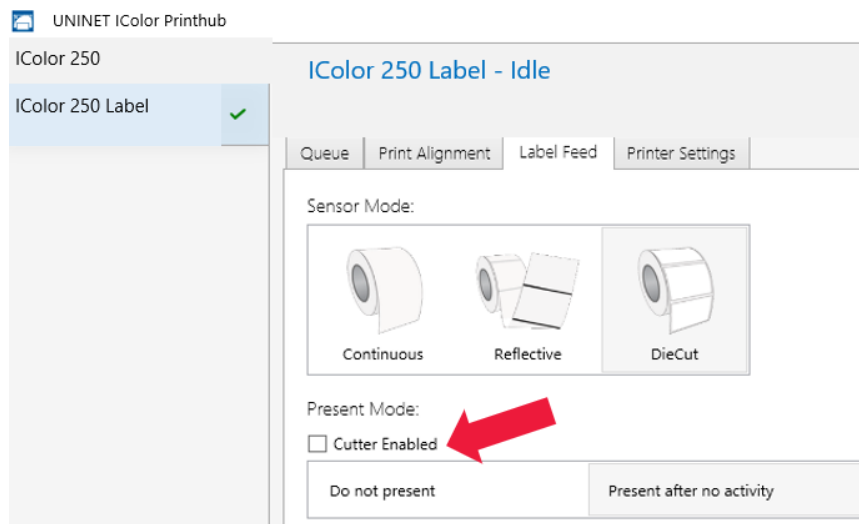 UNINET IColor Printhub
IColor 250
IColor 250 Label
IColor 250 Label - Idle
Queue Print Alignment Label Feed Printer Settings
Sensor Mode:
Continuous Reflective DieCut
Present Mode:
Cutter Enabled
Do not present Present after no activity